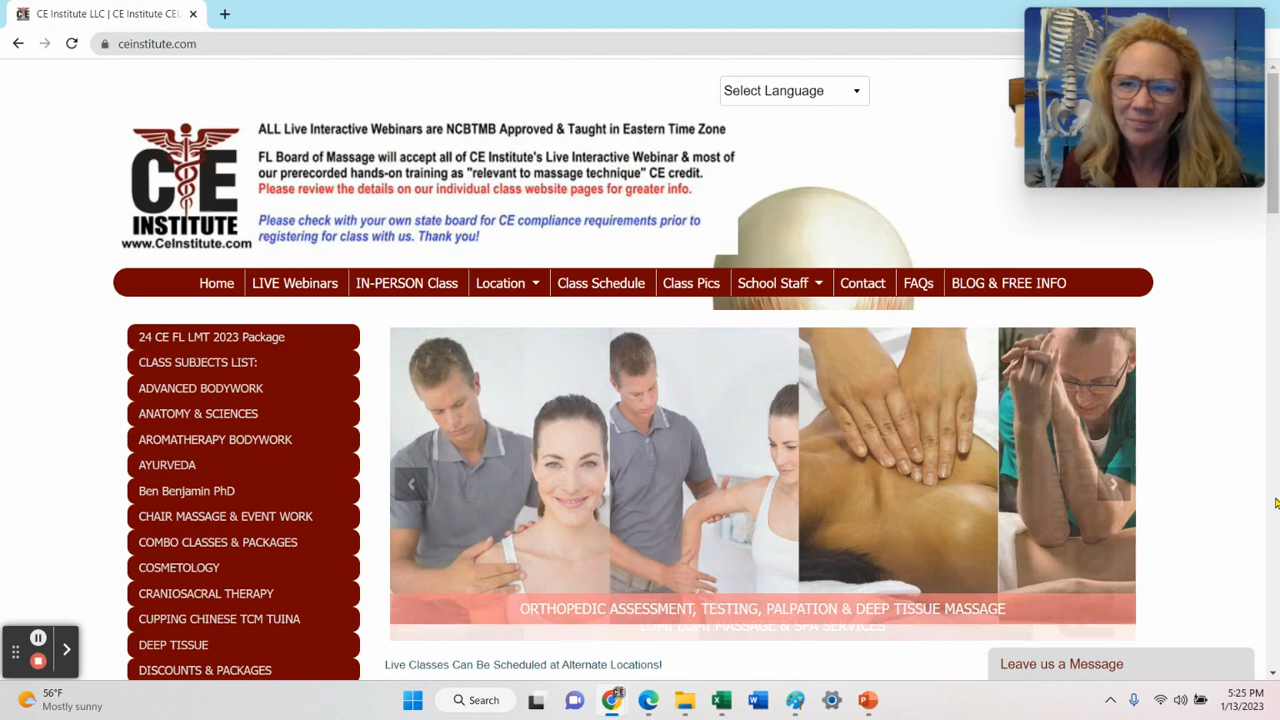 CE Institute LLC | CE Institute CEU
ceinstitute.com
Select Language
CE
INSTITUTE
www.CeInstitute.com
ALL Live Interactive Webinars are NCBTMB Approved & Taught in Eastern Time Zone
FL Board of Massage will accept all of CE Institute's Live Interactive Webinar & most of
our prerecorded hands-on training as "relevant to massage technique" CE credit.
Please review the details on our individual class website pages for greater info.
Please check with your own state board for CE compliance requirements prior to
registering for class with us. Thank you!
Home LIVE Webinars IN-PERSON Class Location Class Schedule Class Pics School Staff Contact FAQs BLOG & FREE INFO
24 CE FL LMT 2023 Package
CLASS SUBJECTS LIST:
ADVANCED BODYWORK
ANATOMY & SCIENCES
AROMATHERAPY BODYWORK
AYURVEDA
Ben Benjamin PhD
CHAIR MASSAGE & EVENT WORK
COMBO CLASSES & PACKAGES
COSMETOLOGY
CRANIOSACRAL THERAPY
CUPPING CHINESE TCM TUINA
DEEP TISSUE
DISCOUNTS & PACKAGES
ORTHOPEDIC ASSESSMENT, TESTING, PALPATION & DEEP TISSUE MASSAGE
LOMI LOMI MASSAGE & SPA SERVICES
Live Classes Can Be Scheduled at Alternate Locations!
Leave us a Message
56°F
Mostly sunny
Search
5:25 PM
1/13/2023